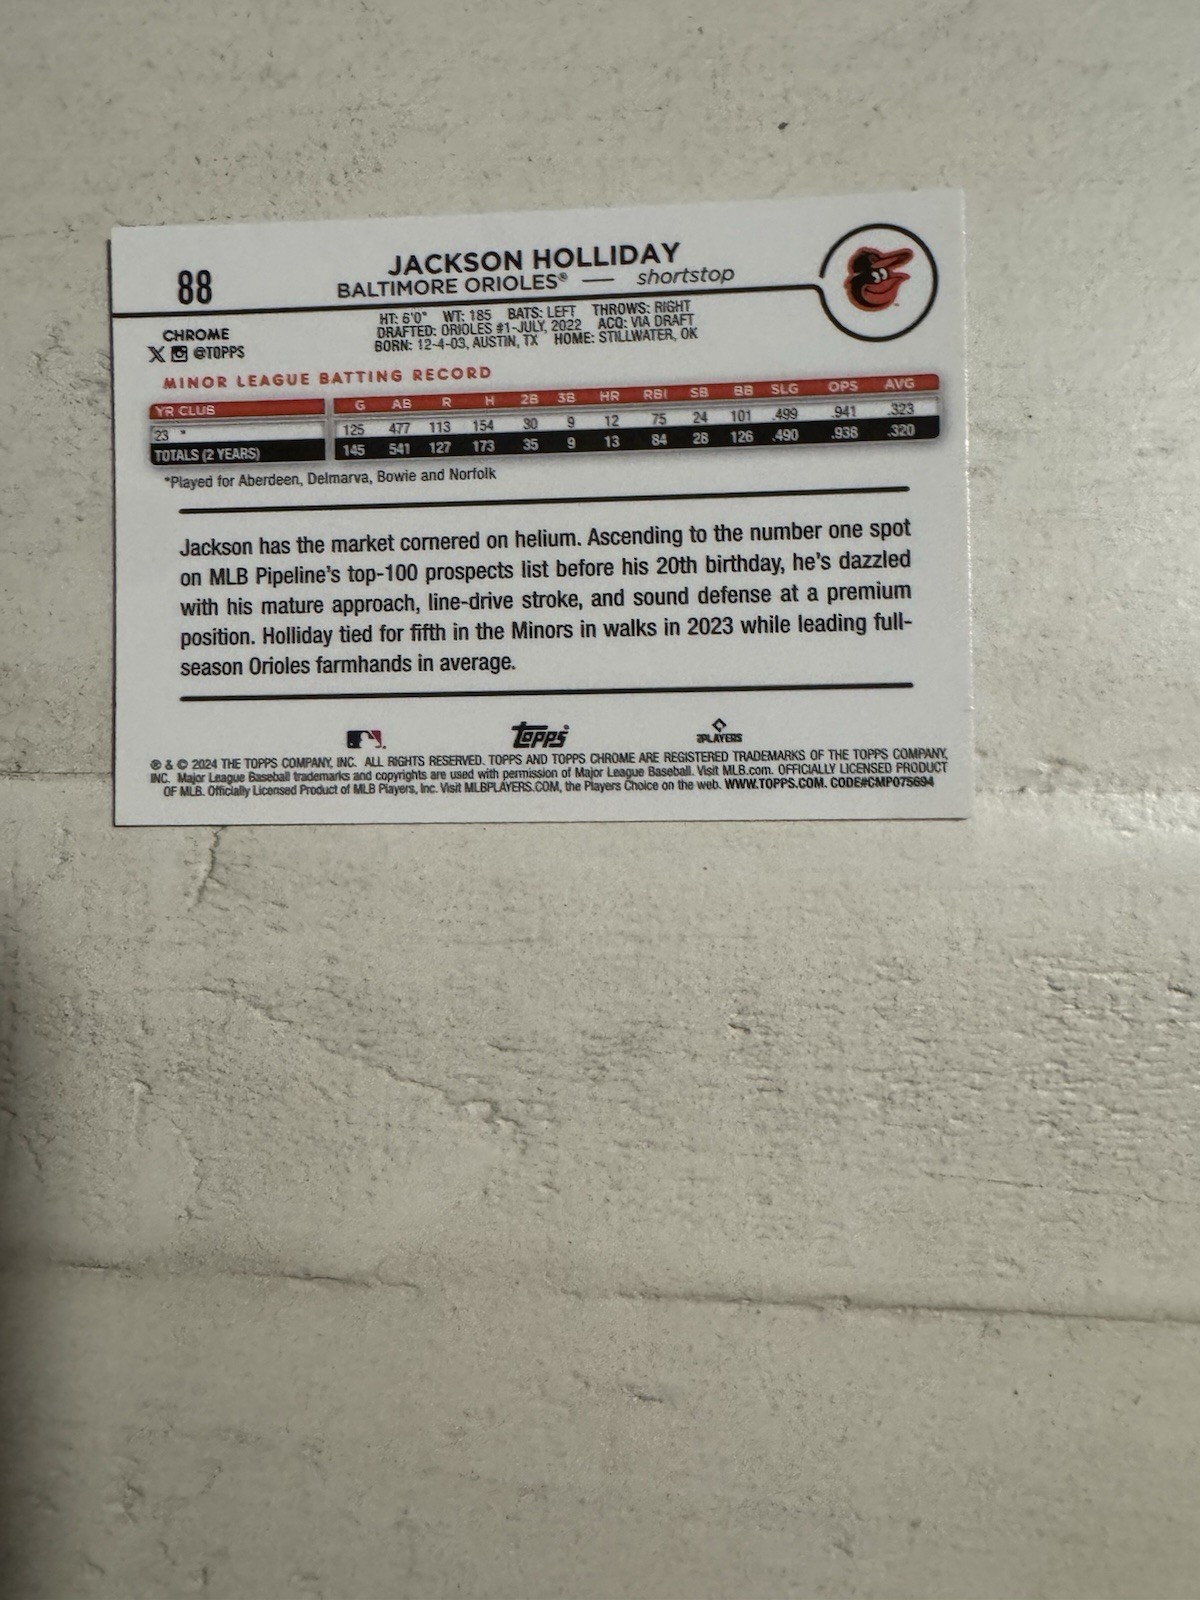 88
JACKSON HOLLIDAY
BALTIMORE ORIOLES® — shortstop
CHROME
X @TOPPS
HT: 6'0" WT: 185 BATS: LEFT THROWS: RIGHT
DRAFTED: ORIOLES #1-JULY, 2022 ACQ: VIA DRAFT
BORN: 12-4-03, AUSTIN, TX HOME: STILLWATER, OK
MINOR LEAGUE BATTING RECORD
YR CLUB G AB R H 2B 3B HR RBI SB BB SLG OPS AVG
23 * 125 477 113 154 30 9 12 75 24 101 .499 .941 .323
TOTALS (2 YEARS) 145 541 127 173 35 9 13 84 28 126 .490 .938 .320
*Played for Aberdeen, Delmarva, Bowie and Norfolk
Jackson has the market cornered on helium. Ascending to the number one spot
on MLB Pipeline's top-100 prospects list before his 20th birthday, he's dazzled
with his mature approach, line-drive stroke, and sound defense at a premium
position. Holliday tied for fifth in the Minors in walks in 2023 while leading full-
season Orioles farmhands in average.
topps
PLAYERS
® & © 2024 THE TOPPS COMPANY, INC. ALL RIGHTS RESERVED. TOPPS AND TOPPS CHROME ARE REGISTERED TRADEMARKS OF THE TOPPS COMPANY,
INC. Major League Baseball trademarks and copyrights are used with permission of Major League Baseball. Visit MLB.com. OFFICIALLY LICENSED PRODUCT
OF MLB. Officially Licensed Product of MLB Players, Inc. Visit MLBPLAYERS.COM, the Players Choice on the web. WWW.TOPPS.COM. CODE#CMP075694